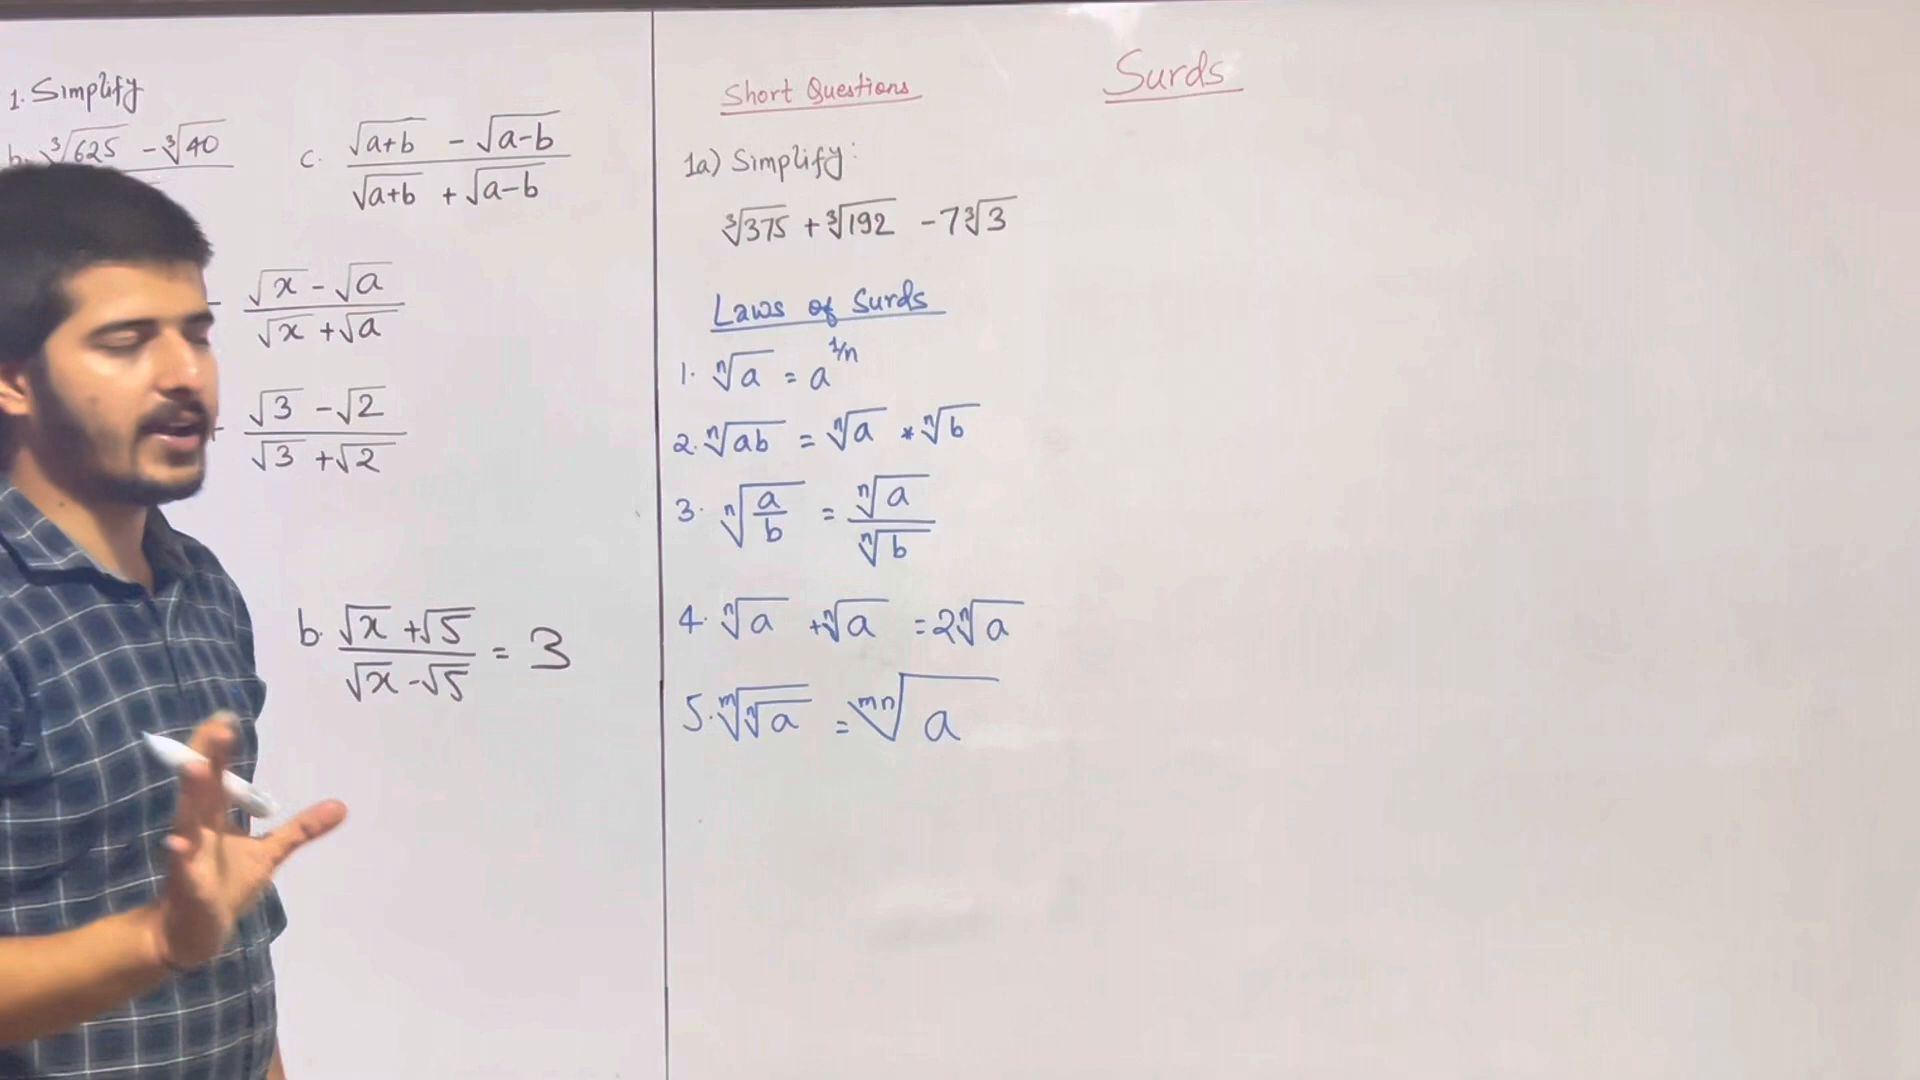 1. Simplify
b. ∛625 - ∛40
c. (√(a+b) - √(a-b)) / (√(a+b) + √(a-b))
(√x - √a) / (√x + √a)
(√3 - √2) / (√3 + √2)
b. (√x + √5) / (√x - √5) = 3
Surds
Short Questions
1a) Simplify:
∛375 + ∛192 - 7∛3
Laws of Surds
1. ⁿ√a = a^(1/n)
2. ⁿ√ab = ⁿ√a * ⁿ√b
3. ⁿ√(a/b) = ⁿ√a / ⁿ√b
4. ⁿ√a + ⁿ√a = 2ⁿ√a
5. ᵐ√ⁿ√a = ᵐⁿ√a